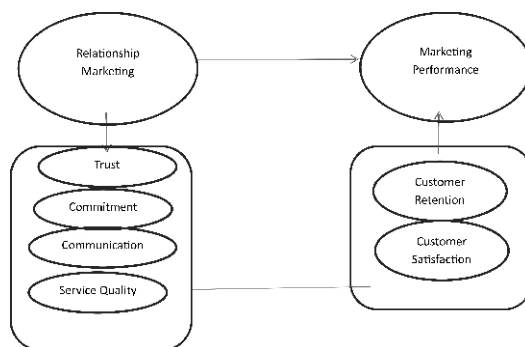 Relationship
Marketing
Marketing
Performance
Trust
Commitment
Communication
Service Quality
Customer
Retention
Customer
Satisfaction